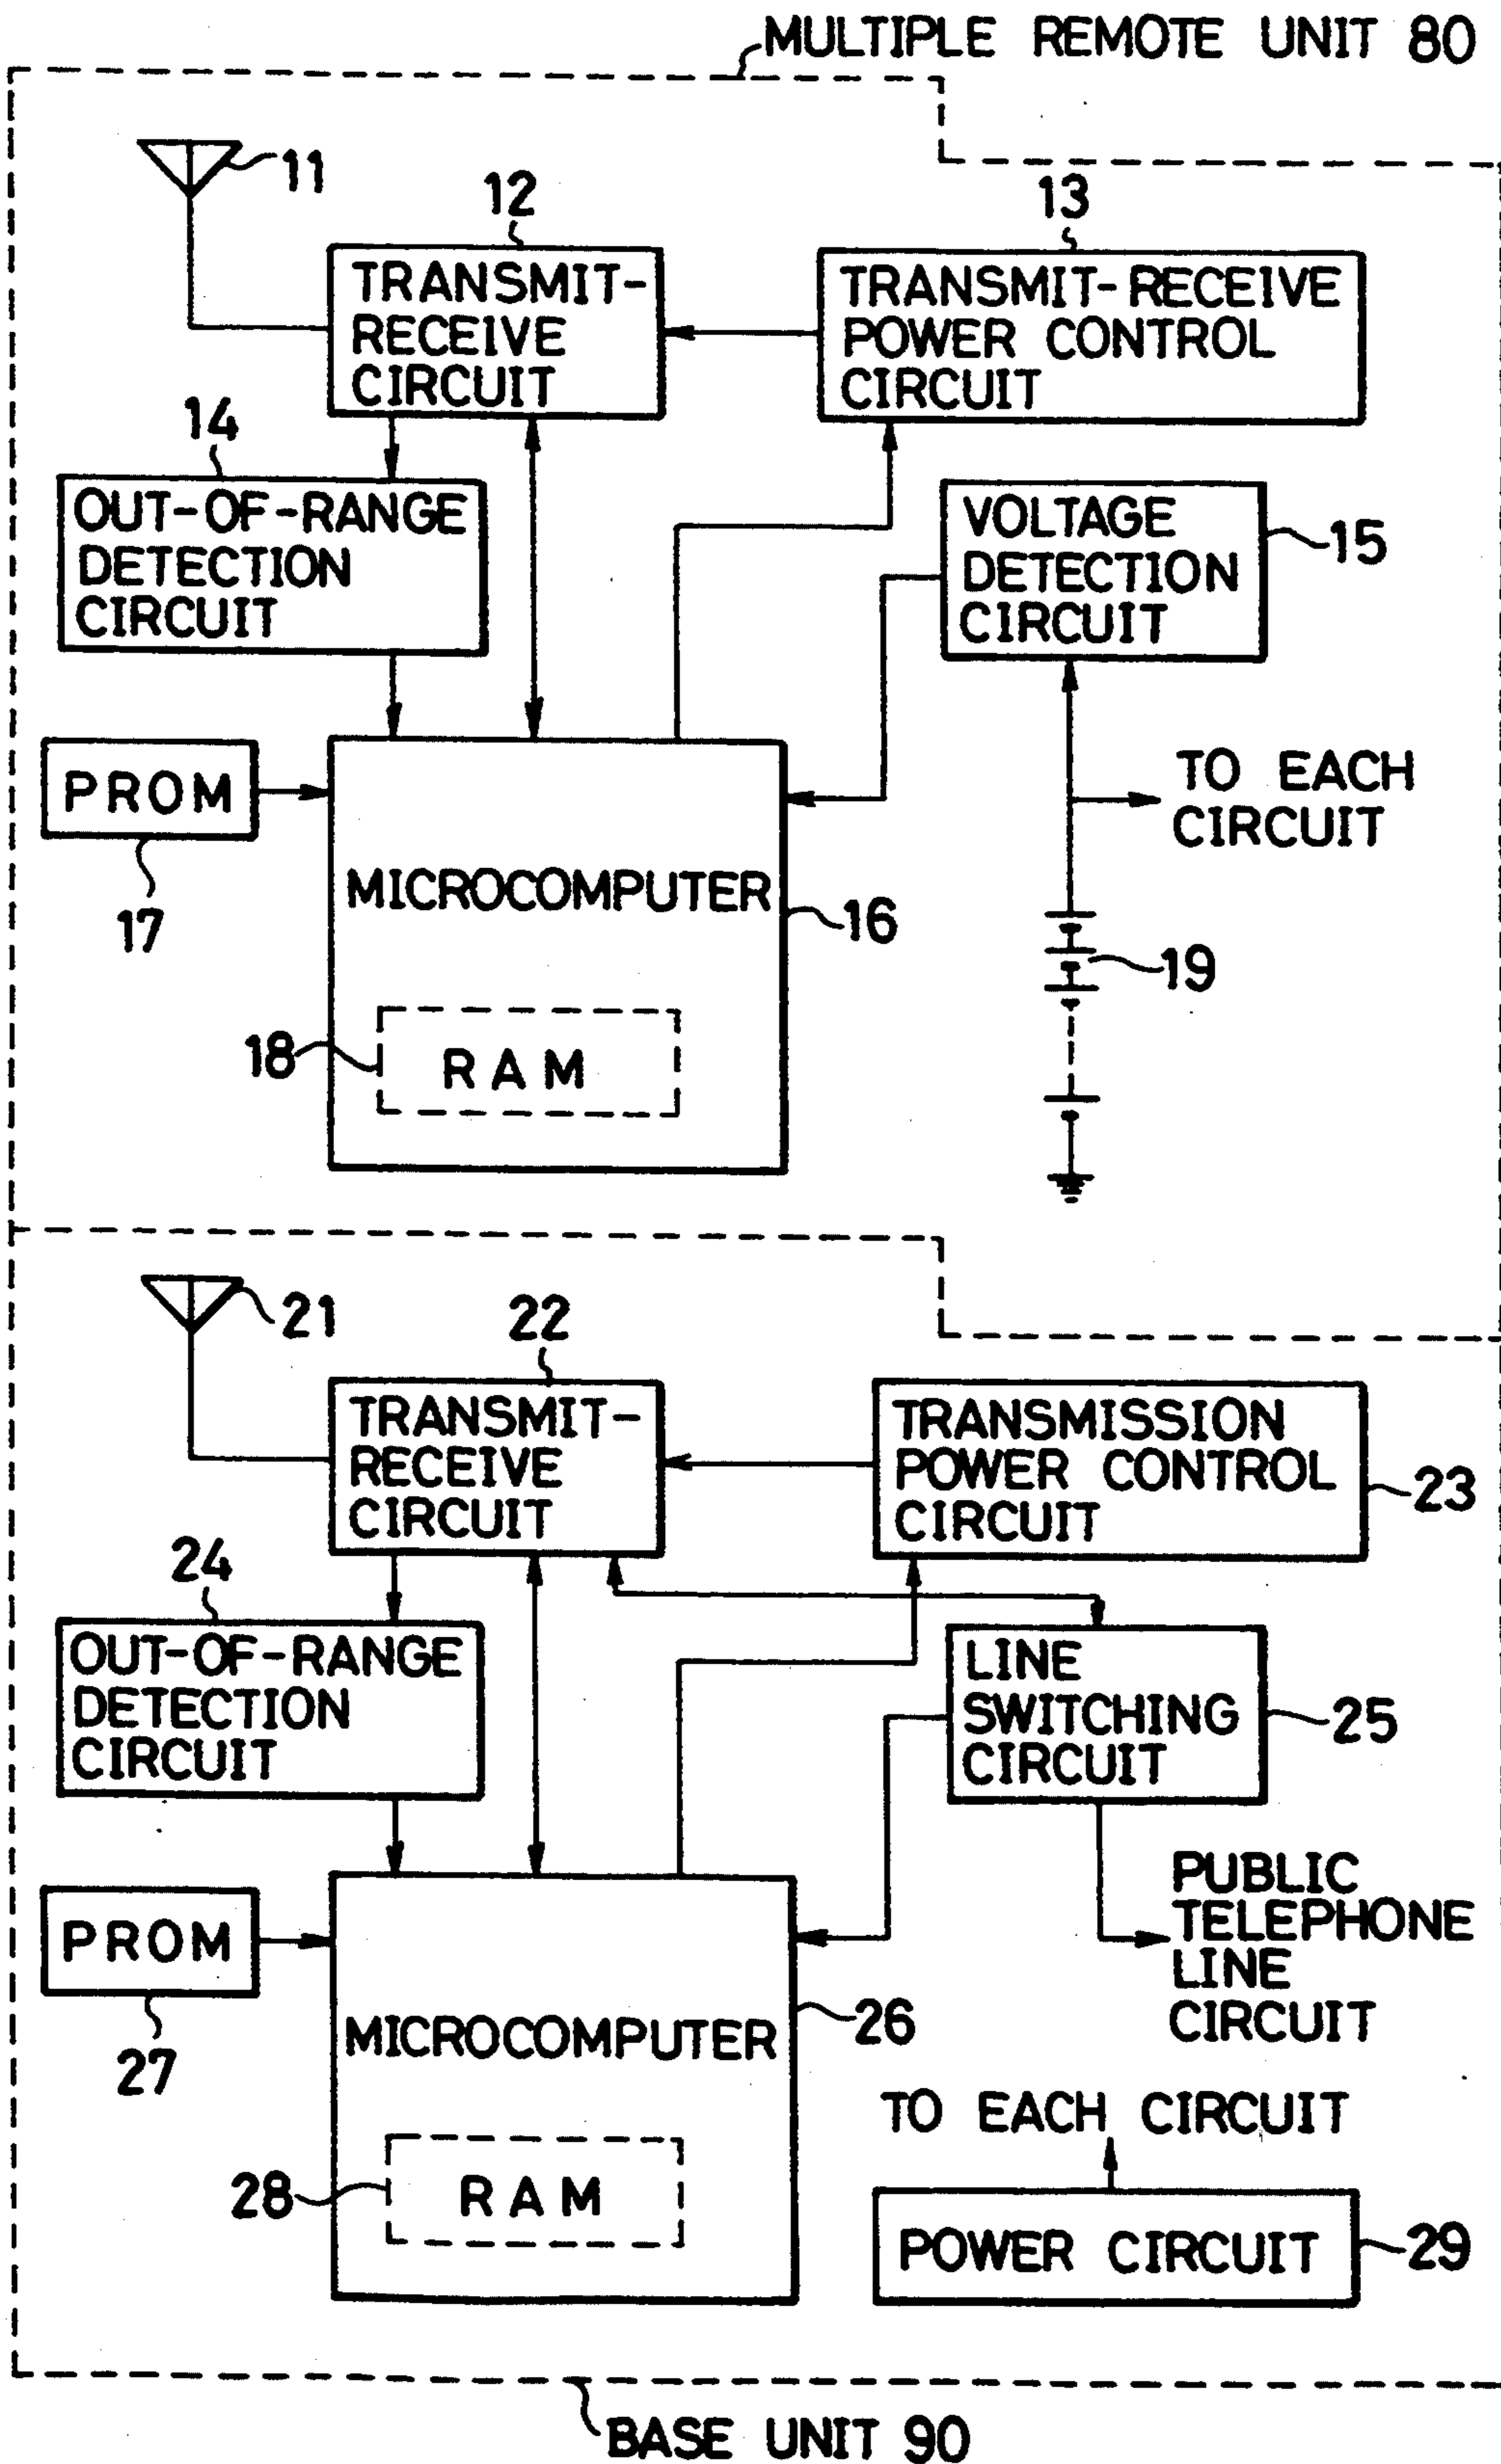 MULTIPLE REMOTE UNIT 80
11
12
13
TRANSMIT-
RECEIVE
CIRCUIT
TRANSMIT-RECEIVE
POWER CONTROL
CIRCUIT
14
OUT-OF-RANGE
DETECTION
CIRCUIT
VOLTAGE
DETECTION
CIRCUIT
15
PROM
17
TO EACH
CIRCUIT
MICROCOMPUTER
16
19
18
RAM
21
22
TRANSMIT-
RECEIVE
CIRCUIT
TRANSMISSION
POWER CONTROL
CIRCUIT
23
24
OUT-OF-RANGE
DETECTION
CIRCUIT
LINE
SWITCHING
CIRCUIT
25
PROM
27
PUBLIC
TELEPHONE
LINE
CIRCUIT
MICROCOMPUTER
26
TO EACH CIRCUIT
28
RAM
POWER CIRCUIT
29
BASE UNIT 90